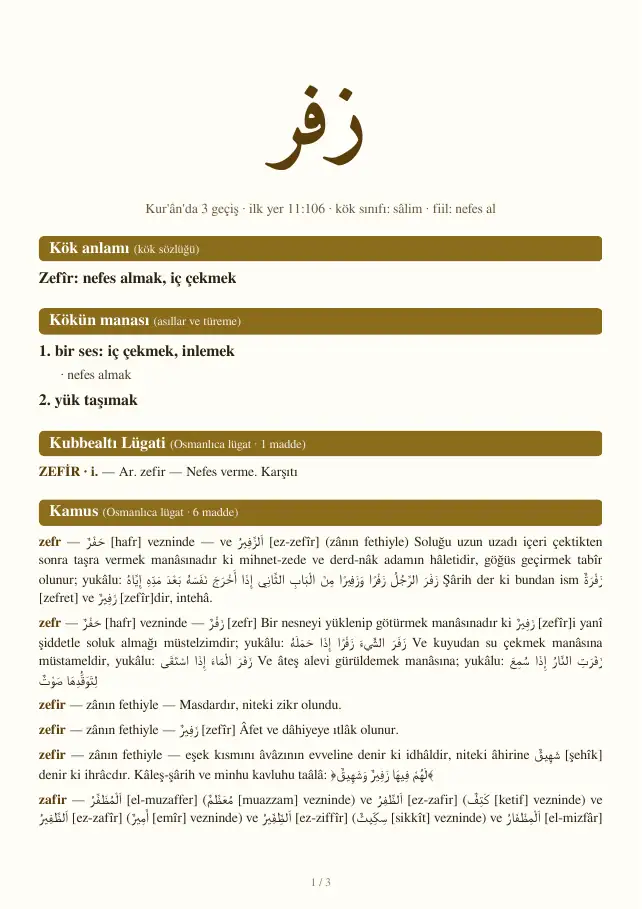 زفر
Kur'ân'da 3 geçiş · ilk yer 11:106 · kök sınıfı: sâlim · fiil: nefes al
Kök anlamı (kök sözlüğü)
Zefîr: nefes almak, iç çekmek
Kökün manası (asıllar ve türeme)
1. bir ses: iç çekmek, inlemek
· nefes almak
2. yük taşımak
Kubbealtı Lügati (Osmanlıca lügat · 1 madde)
ZEFİR · i. — Ar. zefir — Nefes verme. Karşıtı
Kamus (Osmanlıca lügat · 6 madde)
zefr — حَفْرٌ [hafr] vezninde — ve اَلزَّفِيرُ [ez-zefîr] (zânın fethiyle) Soluğu uzun uzadı içeri çektikten
sonra taşra vermek manâsınadır ki mihnet-zede ve derd-nâk adamın hâletidir, göğüs geçirmek tabîr
olunur; yukâlu: زَفَرَ الرَّجُلُ زَفْرًا وَزَفِيرًا مِنَ الْبَابِ الثَّانِي إِذَا أَخْرَجَ نَفَسَهُ بَعْدَ مَدِّهِ إِيَّاهُ Şârih der ki bundan ism زَفْرَةٌ
[zefret] ve زَفِيرٌ [zefîr]dir, intehâ.
zefr — حَفْرٌ [hafr] vezninde — زَفْرٌ [zefr] Bir nesneyi yüklenip götürmek manâsınadır ki زَفِيرٌ [zefîr]i yanî
şiddetle soluk almağı müstelzimdir; yukâlu: زَفَرَ الشَّيْءَ زَفْرًا إِذَا حَمَلَهُ Ve kuyudan su çekmek manâsına
müstameldir, yukâlu: زَفَرَ الْمَاءَ إِذَا اسْتَقَى Ve âteş alevi gürüldemek manâsına; yukâlu: زَفَرَتِ النَّارُ إِذَا سُمِعَ
لِتَوَقُّدِهَا صَوْتٌ
zefir — zânın fethiyle — Masdardır, niteki zikr olundu.
zefir — zânın fethiyle — زَفِيرٌ [zefîr] Âfet ve dâhiyeye ıtlâk olunur.
zefir — zânın fethiyle — eşek kısmını âvâzının evveline denir ki idhâldir, niteki âhirine شَهِيقٌ [şehîk]
denir ki ihrâcdır. Kâleş-şârih ve minhu kavluhu taâlâ: ﴿لَهُمْ فِيهَا زَفِيرٌ وَشَهِيقٌ﴾
zafir — اَلْمُظَفَّرُ [el-muzaffer] (مُعَظَّمٌ [muazzam] vezninde) ve اَلظَّفِرُ [ez-zafir] (كَتِفٌ [ketif] vezninde) ve
اَلظَّفِيرُ [ez-zafîr] (أَمِيرٌ [emîr] vezninde) ve اَلظِّفِّيرُ [ez-ziffîr] (سِكِّيتٌ [sikkît] vezninde) ve اَلْمِظْفَارُ [el-mizfâr]
1 / 3